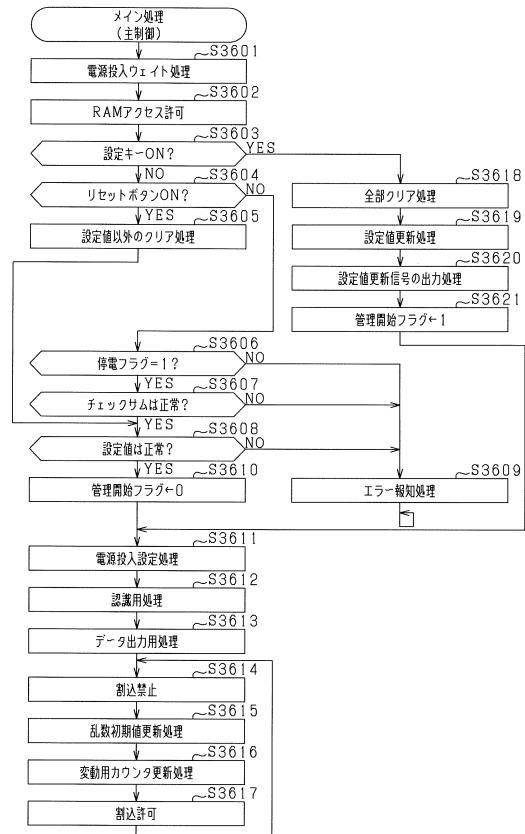 メイン処理
(主制御)
S3601
電源投入ウェイト処理
S3602
RAMアクセス許可
S3603
設定キーON?
YES
NO
S3604
リセットボタンON?
NO
YES
S3605
設定値以外のクリア処理
S3618
全部クリア処理
S3619
設定値更新処理
S3620
設定値更新信号の出力処理
S3621
管理開始フラグ←1
S3606
停電フラグ=1?
NO
YES
S3607
チェックサムは正常?
NO
YES
S3608
設定値は正常?
NO
YES
S3610
管理開始フラグ←0
S3609
エラー報知処理
S3611
電源投入設定処理
S3612
認識用処理
S3613
データ出力用処理
S3614
割込禁止
S3615
乱数初期値更新処理
S3616
変動用カウンタ更新処理
S3617
割込許可